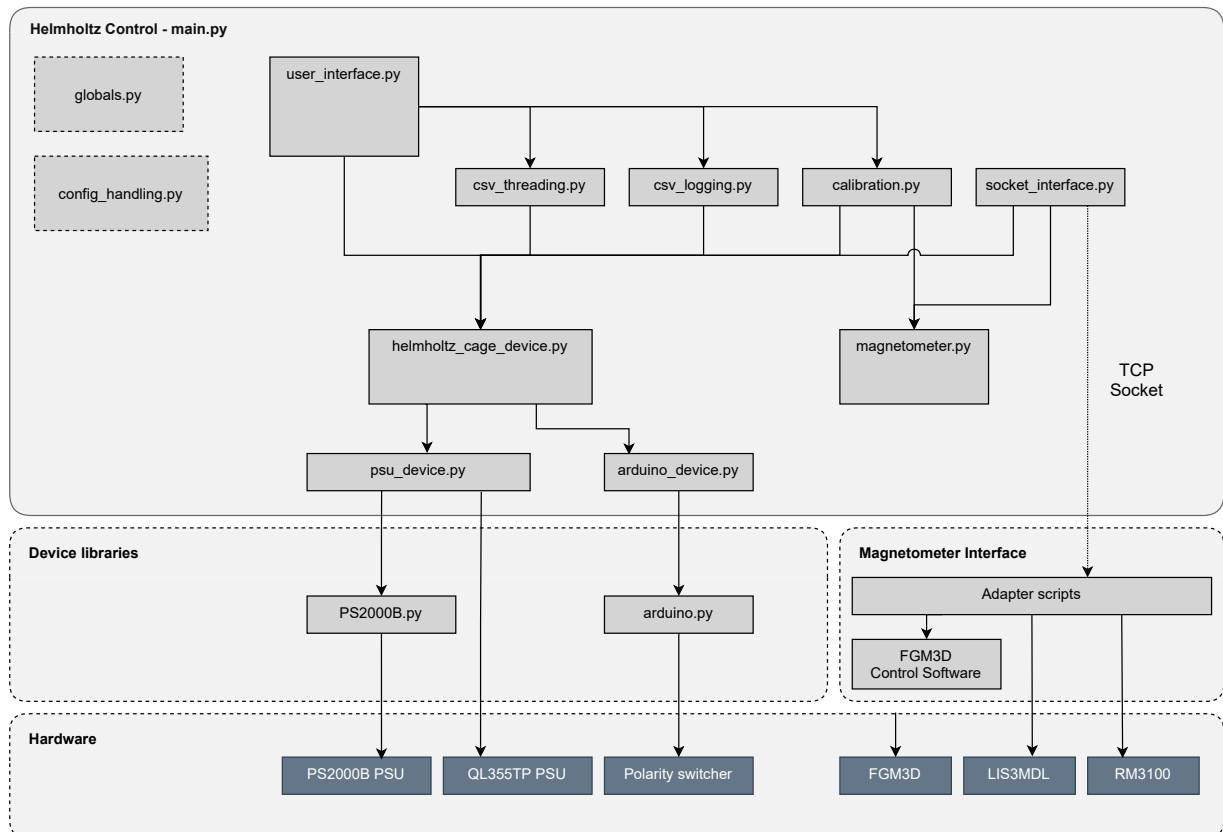 Helmholtz Control - main.py
globals.py
user_interface.py
config_handling.py
csv_threading.py
csv_logging.py
calibration.py
socket_interface.py
helmholtz_cage_device.py
magnetometer.py
TCP
Socket
psu_device.py
arduino_device.py
Device libraries
Magnetometer Interface
PS2000B.py
arduino.py
Adapter scripts
FGM3D
Control Software
Hardware
PS2000B PSU
QL355TP PSU
Polarity switcher
FGM3D
LIS3MDL
RM3100